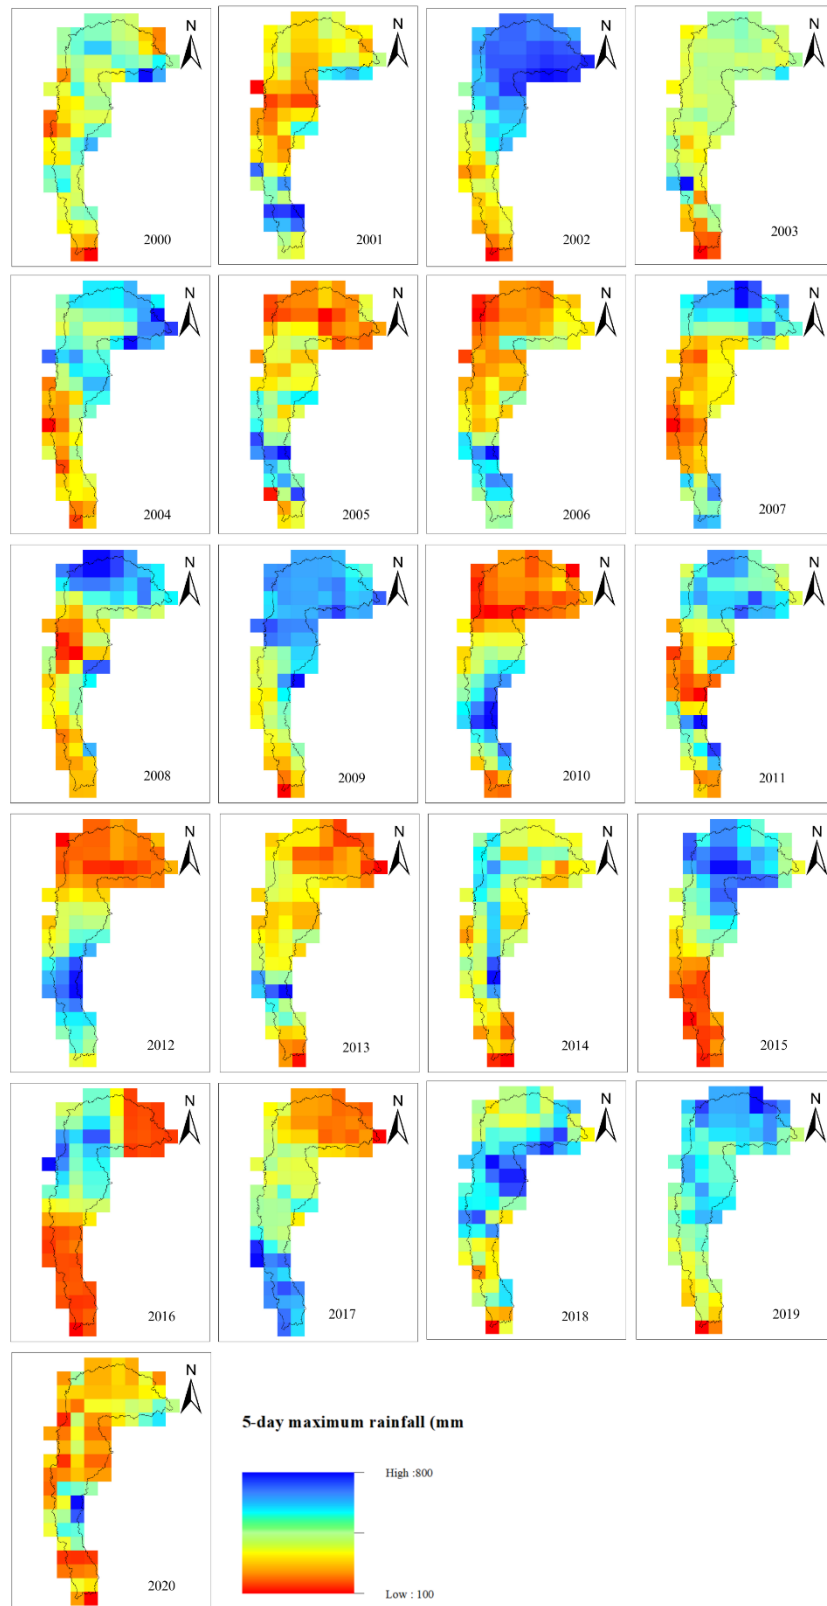 N N N N
2000 2001 2002 2003
N N N N
2004 2005 2006 2007
N N N N
2008 2009 2010 2011
N N N N
2012 2013 2014 2015
N N N N
2016 2017 2018 2019
N
5-day maximum rainfall (mm
High :800
Low : 100
2020